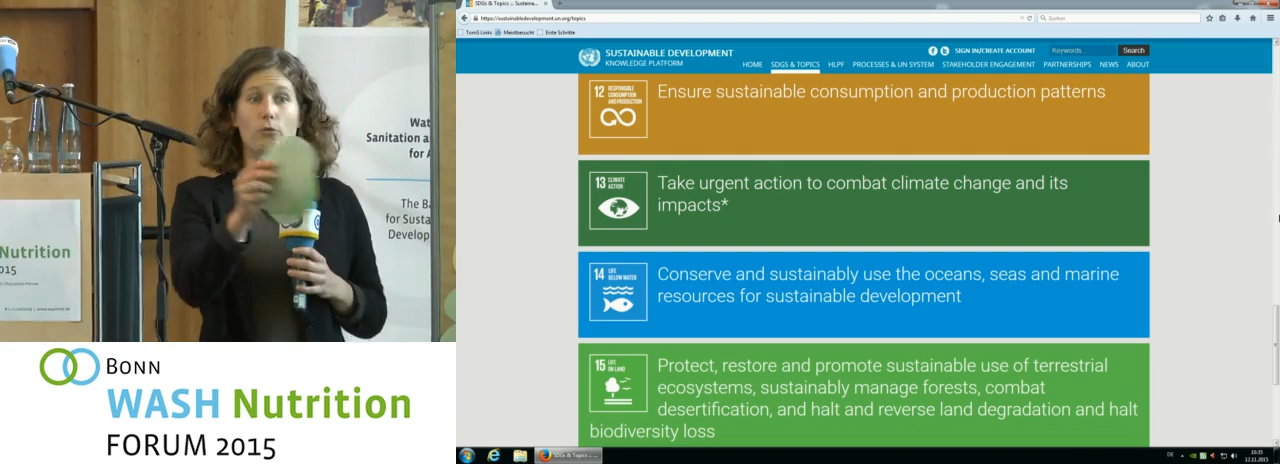 Wat
Sanitation a
for A
The Ba
for Susta
Develop
Nutrition
015
BONN
WASH Nutrition
FORUM 2015
SDGs & Topics .:. Sustaina...
https://sustainabledevelopment.un.org/topics
Suchen
TomS Links
Meistbesucht
Erste Schritte
SUSTAINABLE DEVELOPMENT
KNOWLEDGE PLATFORM
SIGN IN/CREATE ACCOUNT
Keywords...
Search
HOME SDGS & TOPICS HLPF PROCESSES & UN SYSTEM STAKEHOLDER ENGAGEMENT PARTNERSHIPS NEWS ABOUT
12 RESPONSIBLE
CONSUMPTION
AND PRODUCTION
Ensure sustainable consumption and production patterns
13 CLIMATE
ACTION
Take urgent action to combat climate change and its
impacts*
14 LIFE
BELOW WATER
Conserve and sustainably use the oceans, seas and marine
resources for sustainable development
15 LIFE
ON LAND
Protect, restore and promote sustainable use of terrestrial
ecosystems, sustainably manage forests, combat
desertification, and halt and reverse land degradation and halt
biodiversity loss
SDGs & Topics .:. ...
DE
10:35
12.11.2015